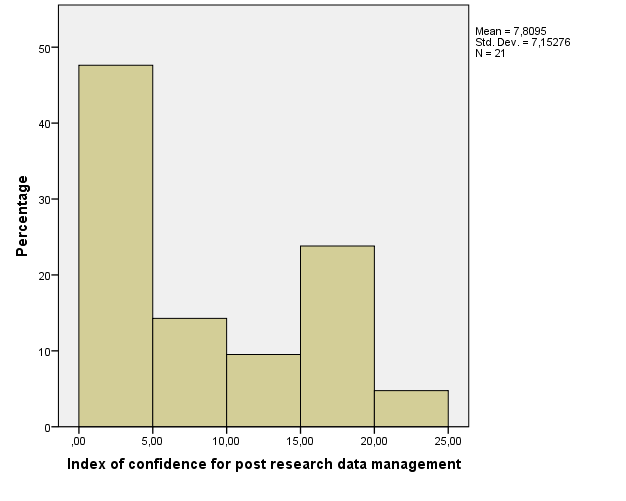 Mean = 7,8095
Std. Dev. = 7,15276
N = 21
50
40
30
20
10
0
Percentage
,00
5,00
10,00
15,00
20,00
25,00
Index of confidence for post research data management